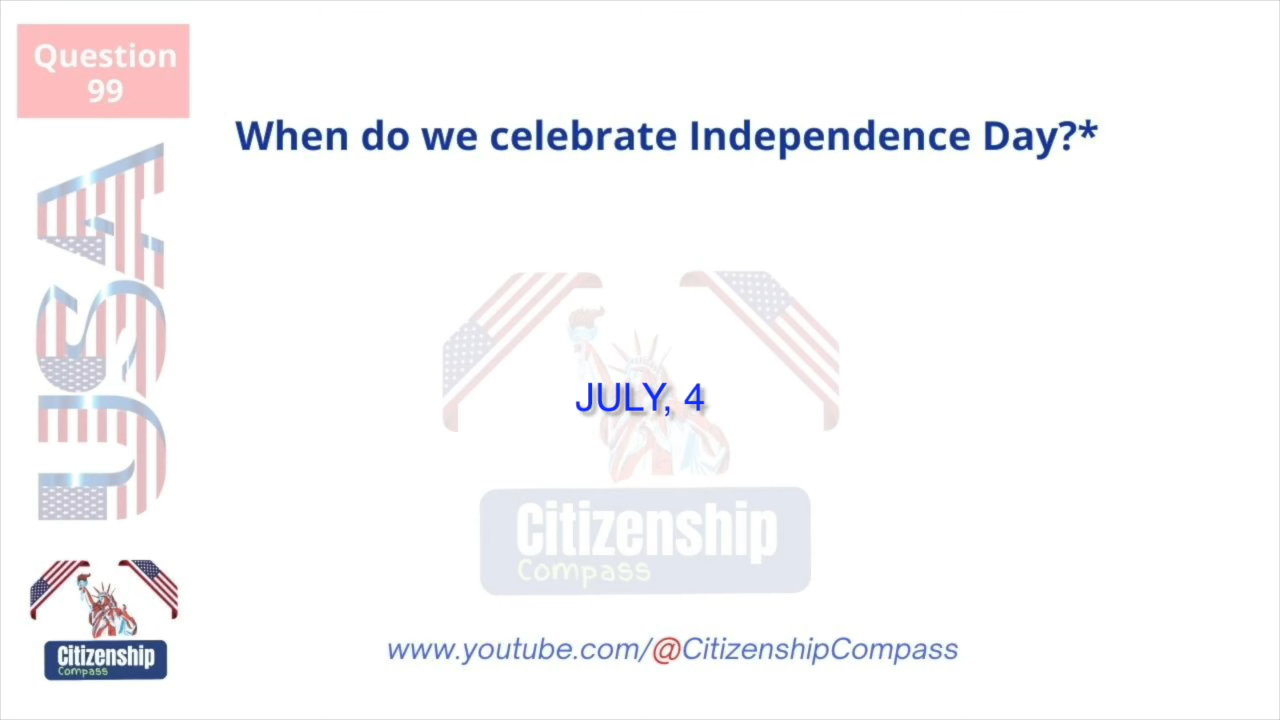 Question
99
When do we celebrate Independence Day?*
USA
JULY, 4
Citizenship
Compass
Citizenship
Compass
www.youtube.com/@CitizenshipCompass